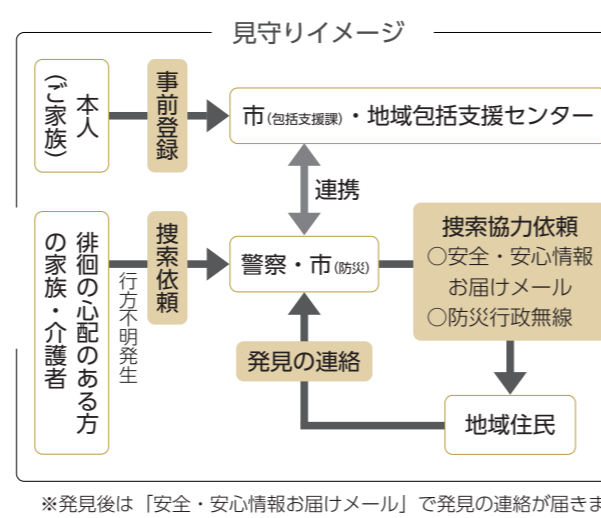 見守りイメージ
本人
(ご家族)
事前登録
市(包括支援課)・地域包括支援センター
連携
徘徊の心配のある方
の家族・介護者
行方不明発生
捜索依頼
警察・市(防災)
捜索協力依頼
○安全・安心情報
お届けメール
○防災行政無線
発見の連絡
地域住民
※発見後は「安全・安心情報お届けメール」で発見の連絡が届きま